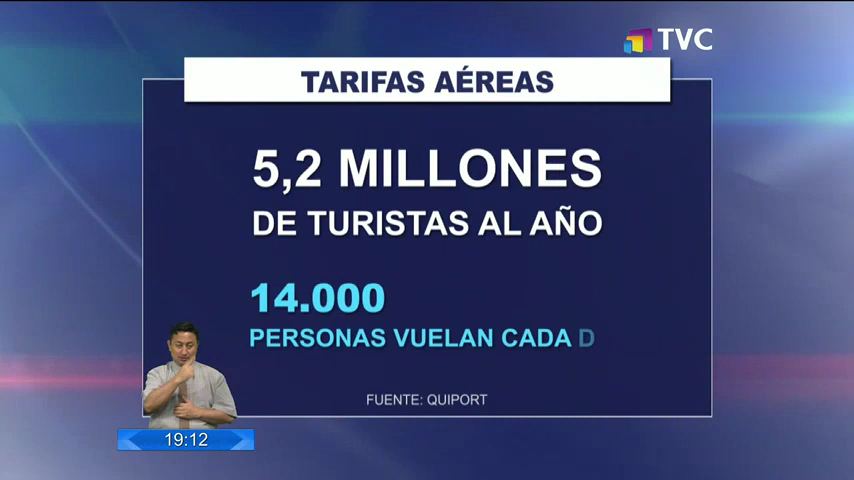 TVC
TARIFAS AÉREAS
5,2 MILLONES
DE TURISTAS AL AÑO
14.000
PERSONAS VUELAN CADA D
FUENTE: QUIPORT
19:12